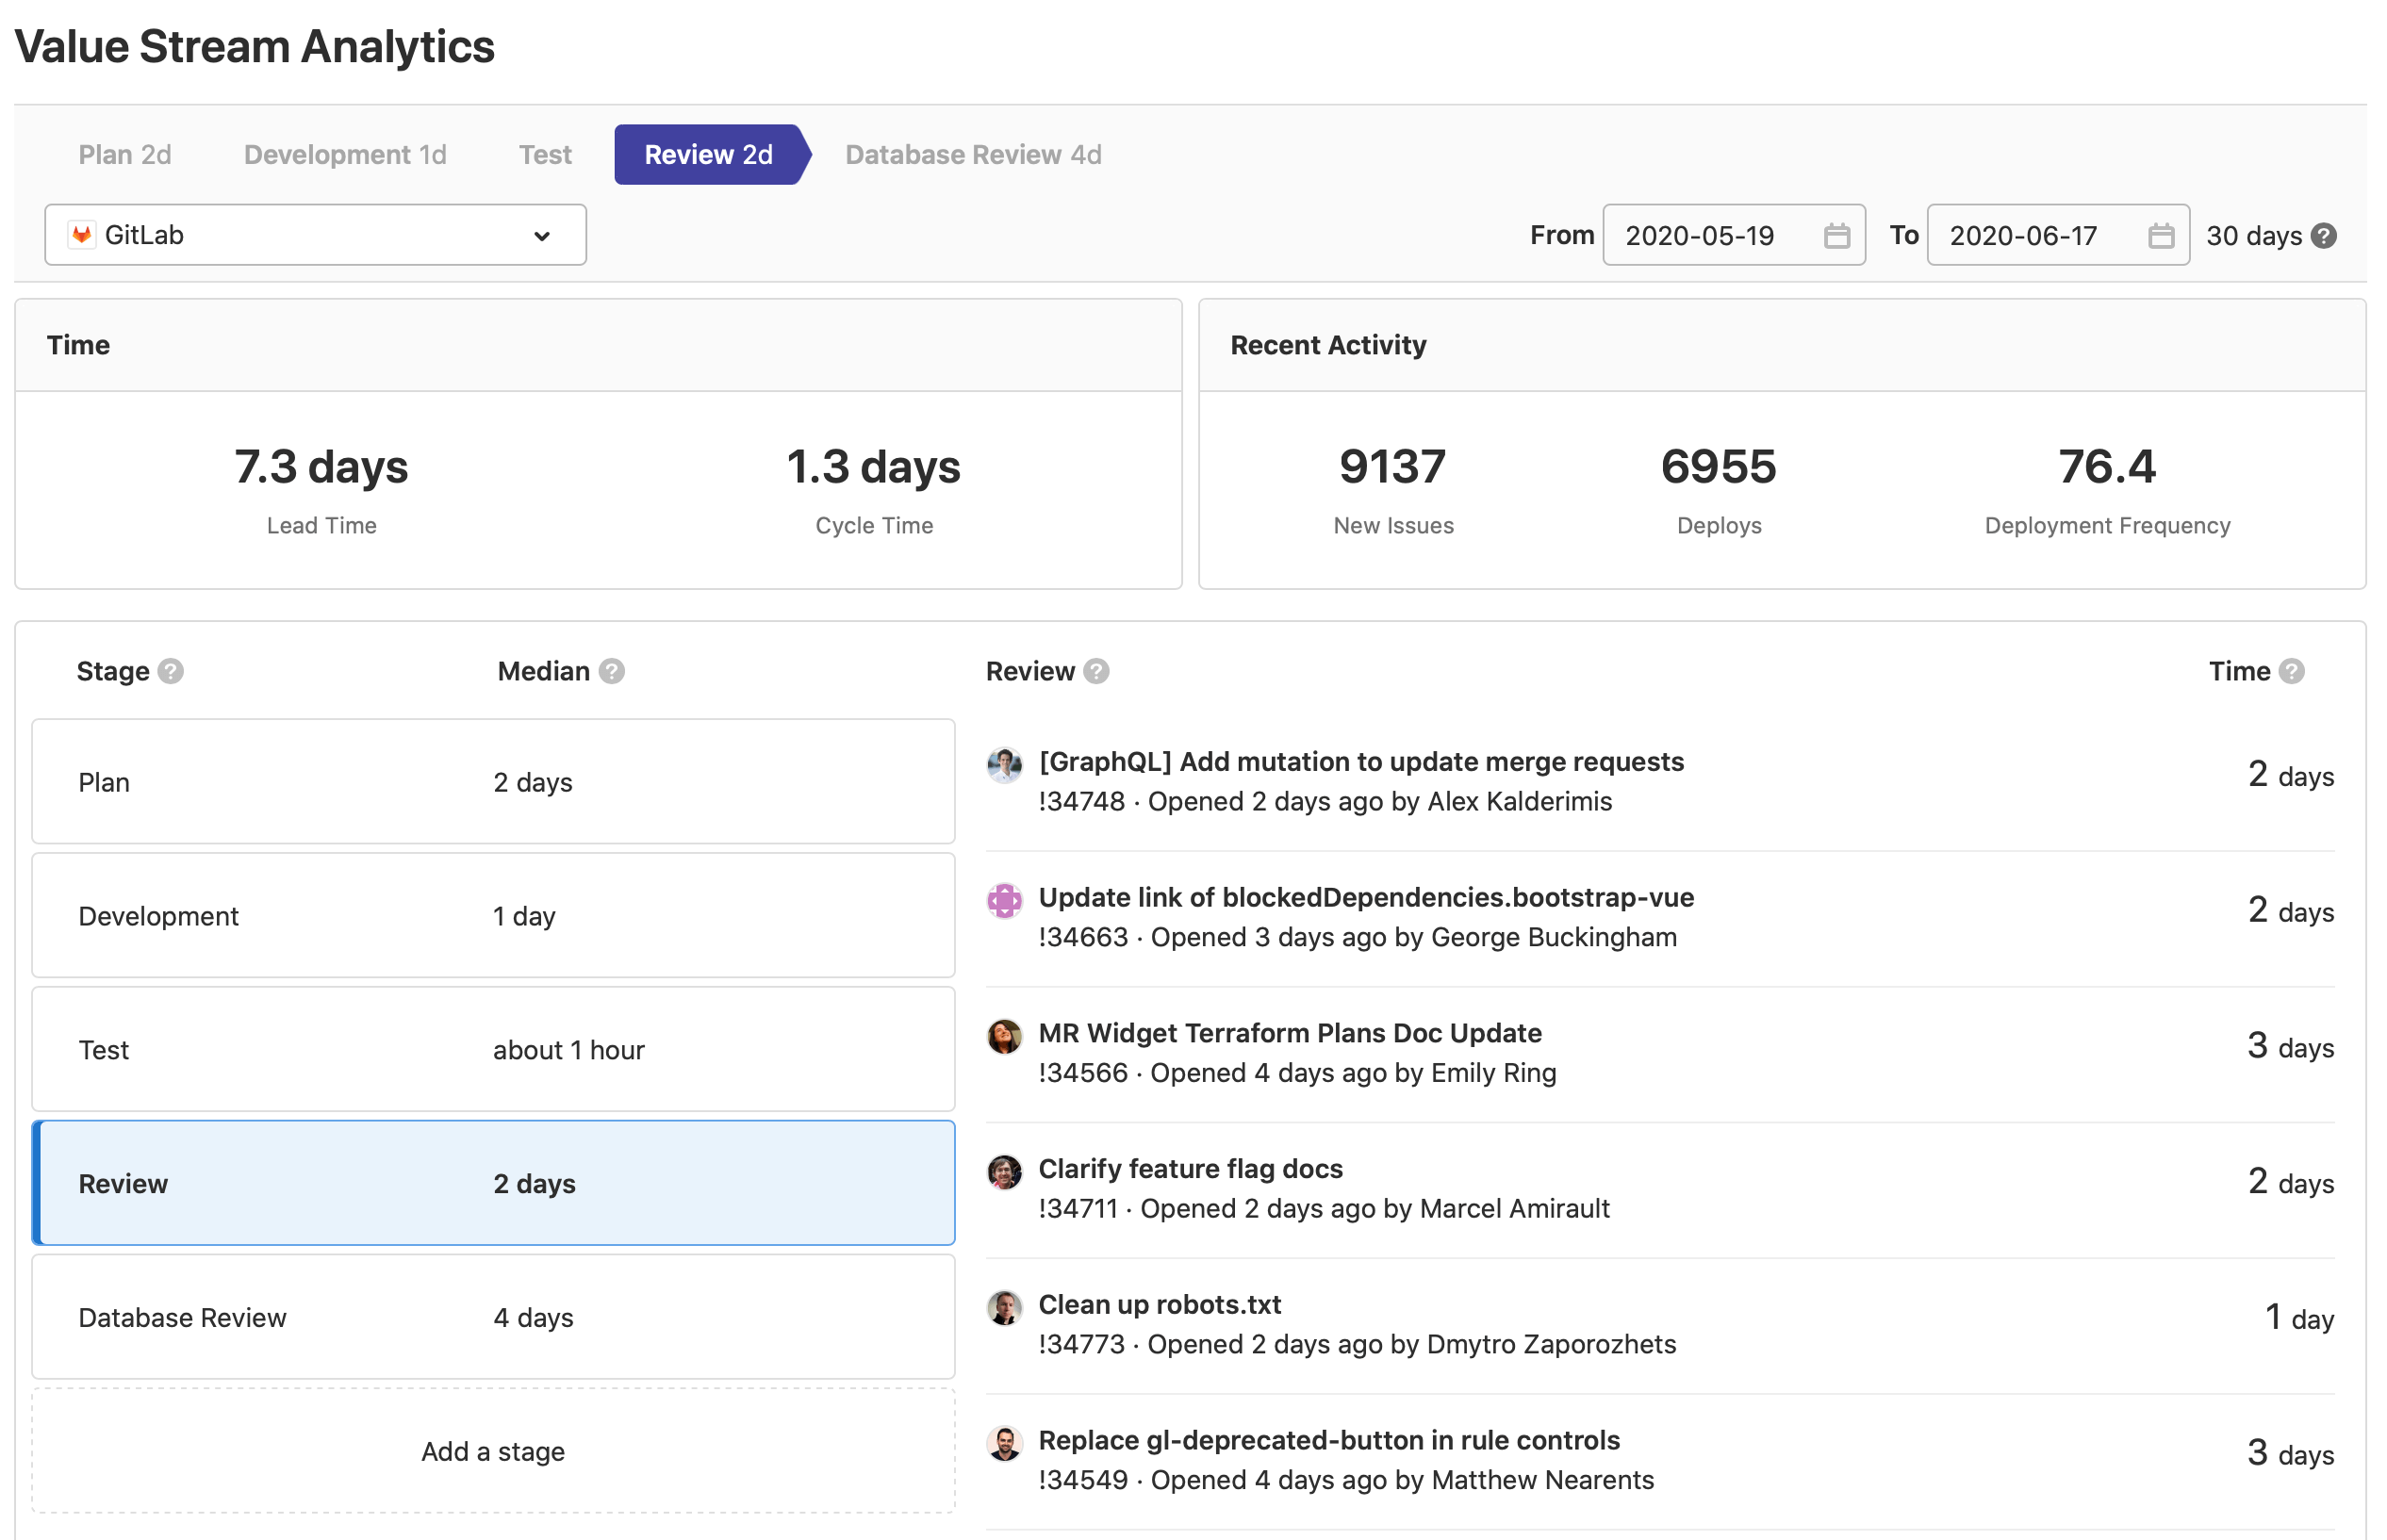 Value Stream Analytics
Plan 2d Development 1d Test Review 2d Database Review 4d
GitLab From 2020-05-19 To 2020-06-17 30 days ?
Time
7.3 days 1.3 days
Lead Time Cycle Time
Recent Activity
9137 6955 76.4
New Issues Deploys Deployment Frequency
Stage ? Median ?
Plan 2 days
Development 1 day
Test about 1 hour
Review 2 days
Database Review 4 days
Add a stage
Review ? Time ?
[GraphQL] Add mutation to update merge requests
!34748 · Opened 2 days ago by Alex Kalderimis
2 days
Update link of blockedDependencies.bootstrap-vue
!34663 · Opened 3 days ago by George Buckingham
2 days
MR Widget Terraform Plans Doc Update
!34566 · Opened 4 days ago by Emily Ring
3 days
Clarify feature flag docs
!34711 · Opened 2 days ago by Marcel Amirault
2 days
Clean up robots.txt
!34773 · Opened 2 days ago by Dmytro Zaporozhets
1 day
Replace gl-deprecated-button in rule controls
!34549 · Opened 4 days ago by Matthew Nearents
3 days